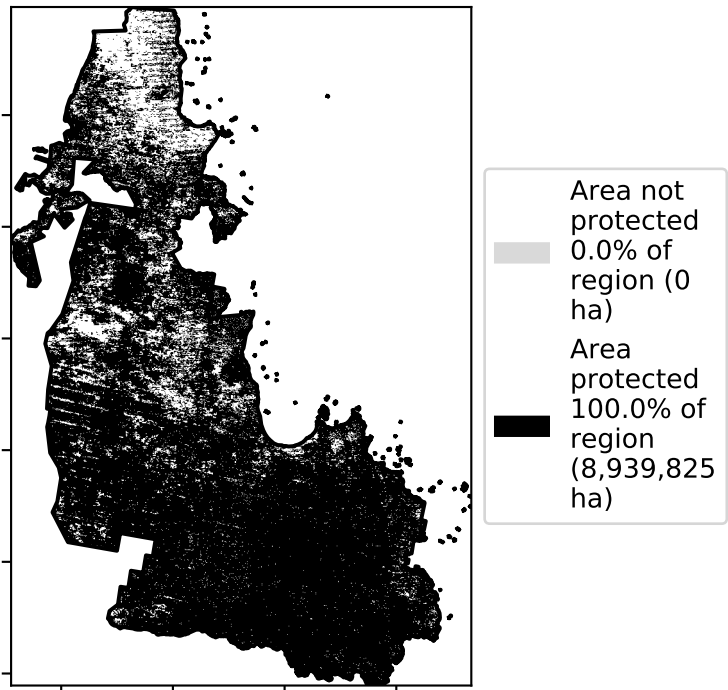 Area not
protected
0.0% of
region (0
ha)
Area
protected
100.0% of
region
(8,939,825
ha)